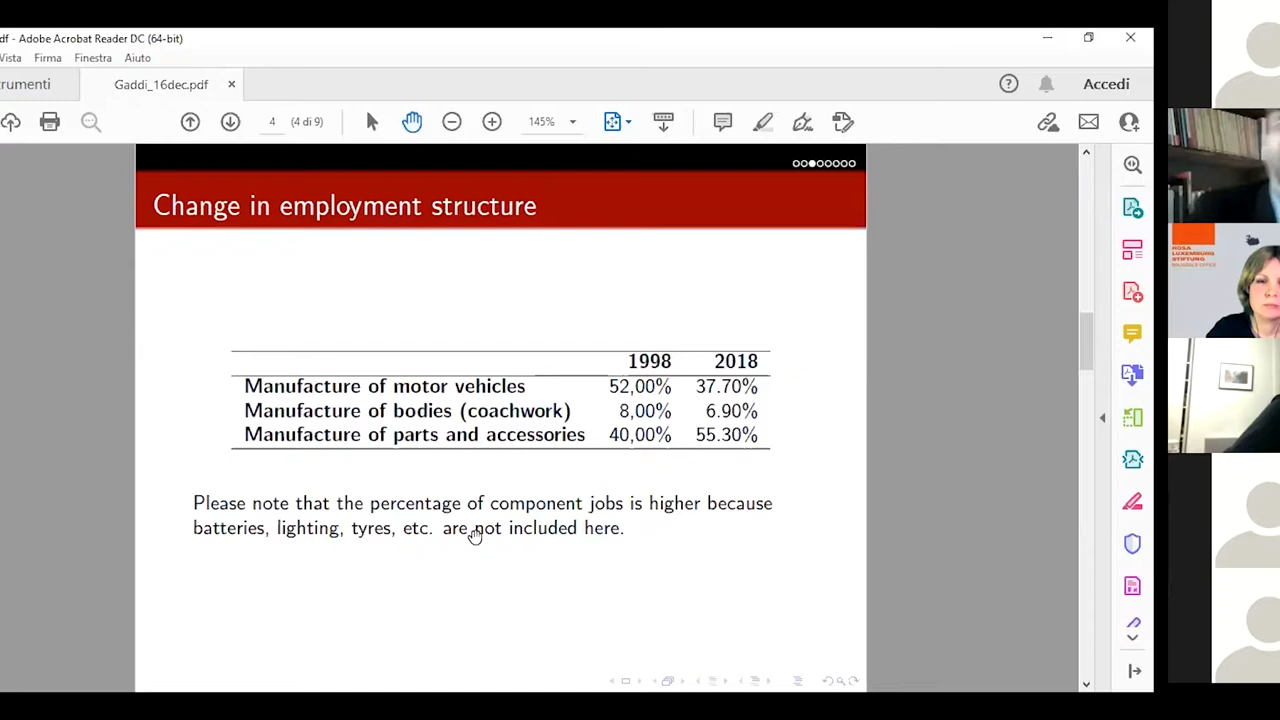 df - Adobe Acrobat Reader DC (64-bit)
Vista Firma Finestra Aiuto
rumenti Gaddi_16dec.pdf Accedi
4 (4 di 9) 145%
Change in employment structure
1998 2018
Manufacture of motor vehicles 52,00% 37.70%
Manufacture of bodies (coachwork) 8,00% 6.90%
Manufacture of parts and accessories 40,00% 55.30%
Please note that the percentage of component jobs is higher because
batteries, lighting, tyres, etc. are not included here.
ROSA
LUXEMBURG
STIFTUNG